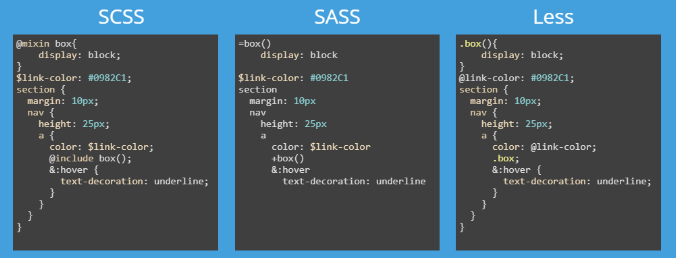 SCSS
@mixin box{
    display: block;
}
$link-color: #0982C1;
section {
  margin: 10px;
  nav {
    height: 25px;
    a {
      color: $link-color;
      @include box();
      &:hover {
        text-decoration: underline;
      }
    }
  }
}
SASS
=box()
    display: block

$link-color: #0982C1
section
  margin: 10px
  nav
    height: 25px
    a
      color: $link-color
      +box()
      &:hover
        text-decoration: underline
Less
.box(){
    display: block;
}
@link-color: #0982C1;
section {
  margin: 10px;
  nav {
    height: 25px;
    a {
      color: @link-color;
      .box;
      &:hover {
        text-decoration: underline;
      }
    }
  }
}